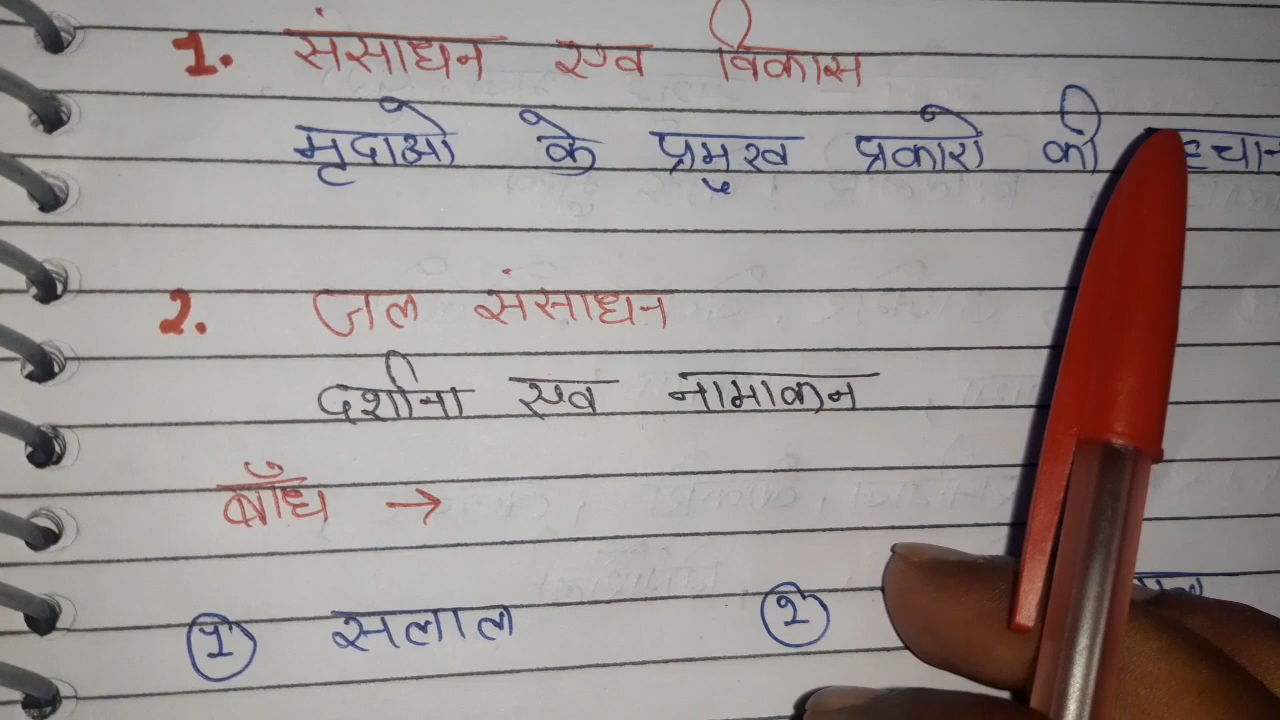 1. संसाधन एव विकास
मृदाओ के प्रमुख प्रकारो की
2. जल संसाधन
दर्शाना एव नामाकन
बाँध →
1 सलाल 2